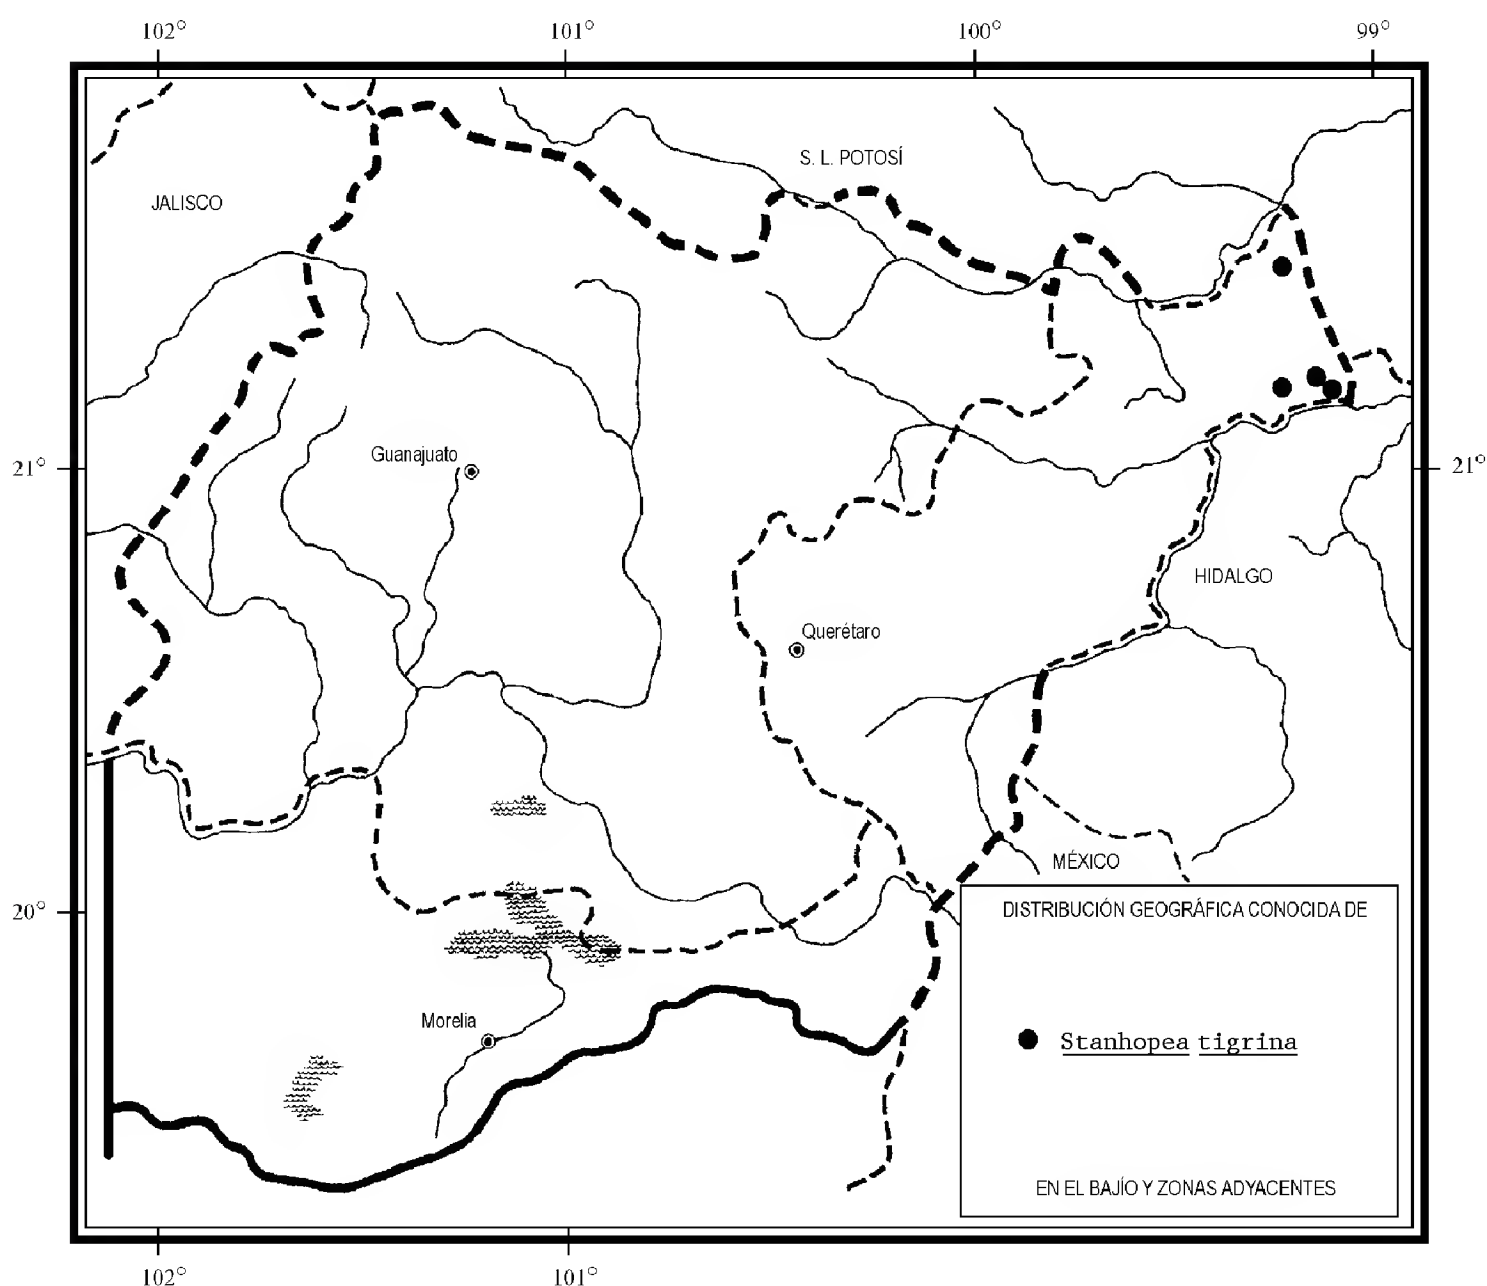 102° 101° 100° 99°
S. L. POTOSÍ
JALISCO
Guanajuato
21° 21°
HIDALGO
Querétaro
MÉXICO
20°
DISTRIBUCIÓN GEOGRÁFICA CONOCIDA DE
Morelia
Stanhopea tigrina
EN EL BAJÍO Y ZONAS ADYACENTES
102° 101°